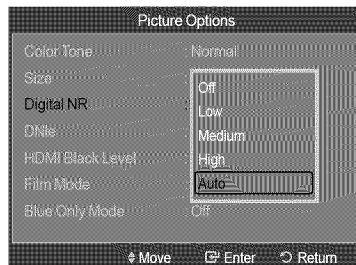 Picture Options
Color Tone : Normal
Size
Digital NR :
DNIe
HDMI Black Level
Film Mode
Blue Only Mode : Off
Off
Low
Medium
High
Auto
Move Enter Return